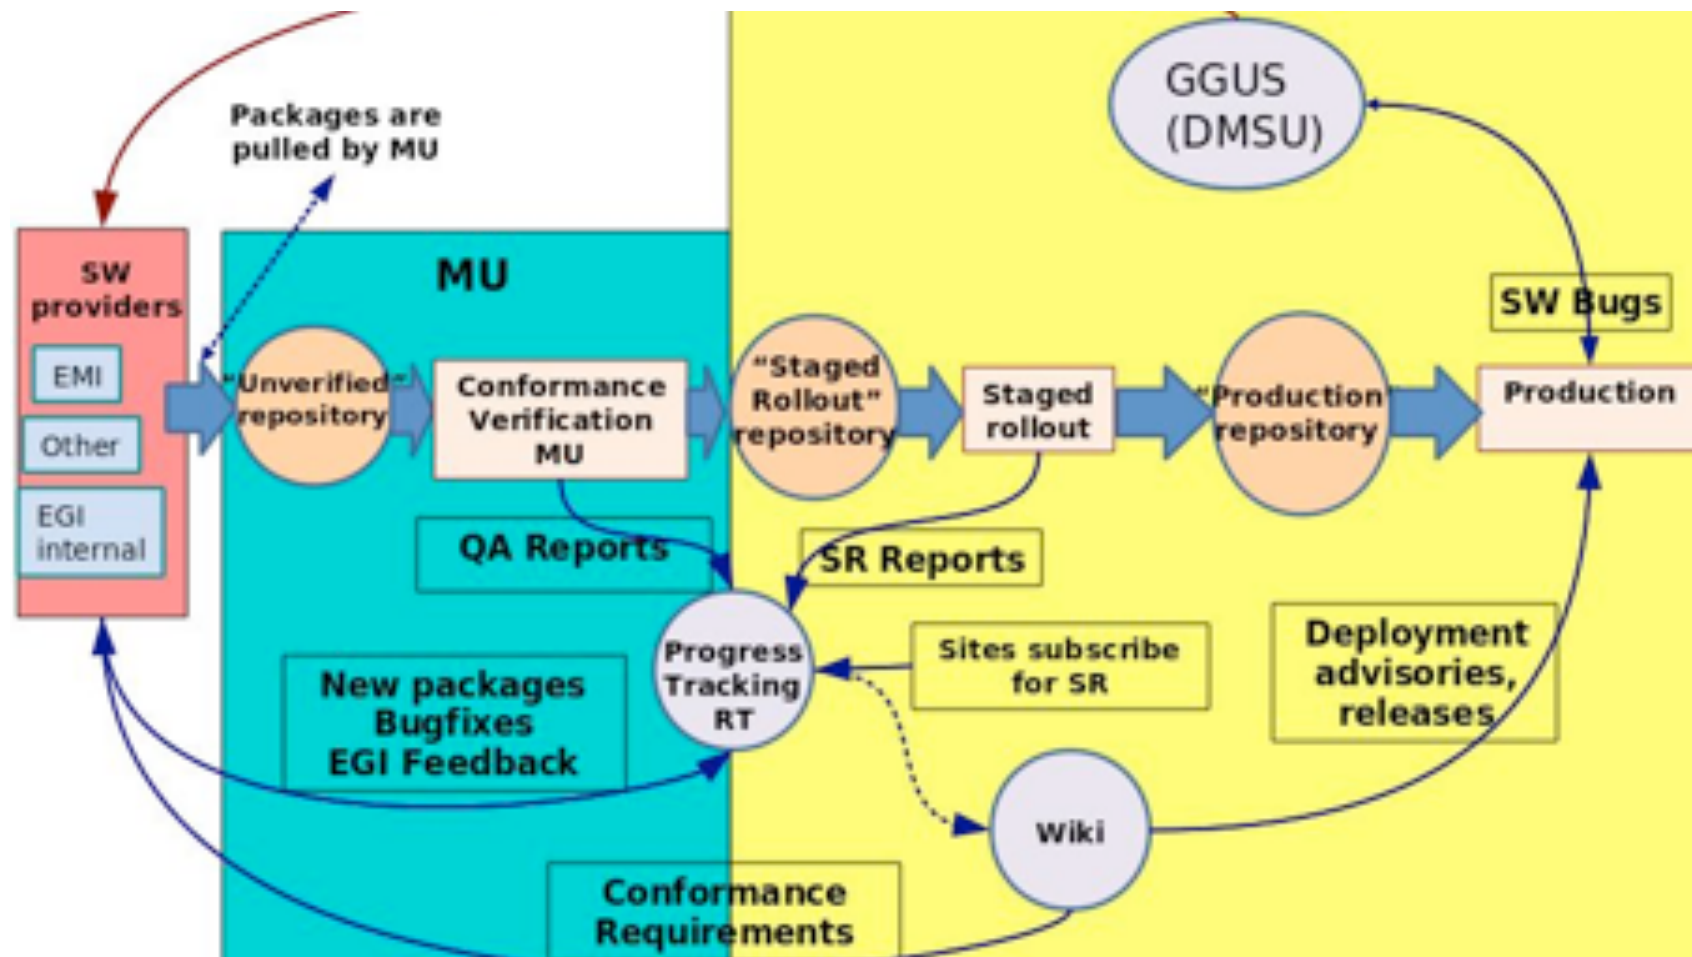 GGUS
(DMSU)
Packages are
pulled by MU
SW
providers
EMI
Other
EGI
internal
MU
"Unverified"
repository
Conformance
Verification
MU
“Staged
Rollout”
repository
Staged
rollout
“Production”
repository
SW Bugs
Production
QA Reports
SR Reports
Progress
Tracking
RT
Sites subscribe
for SR
Deployment
advisories,
releases
New packages
Bugfixes
EGI Feedback
Wiki
Conformance
Requirements